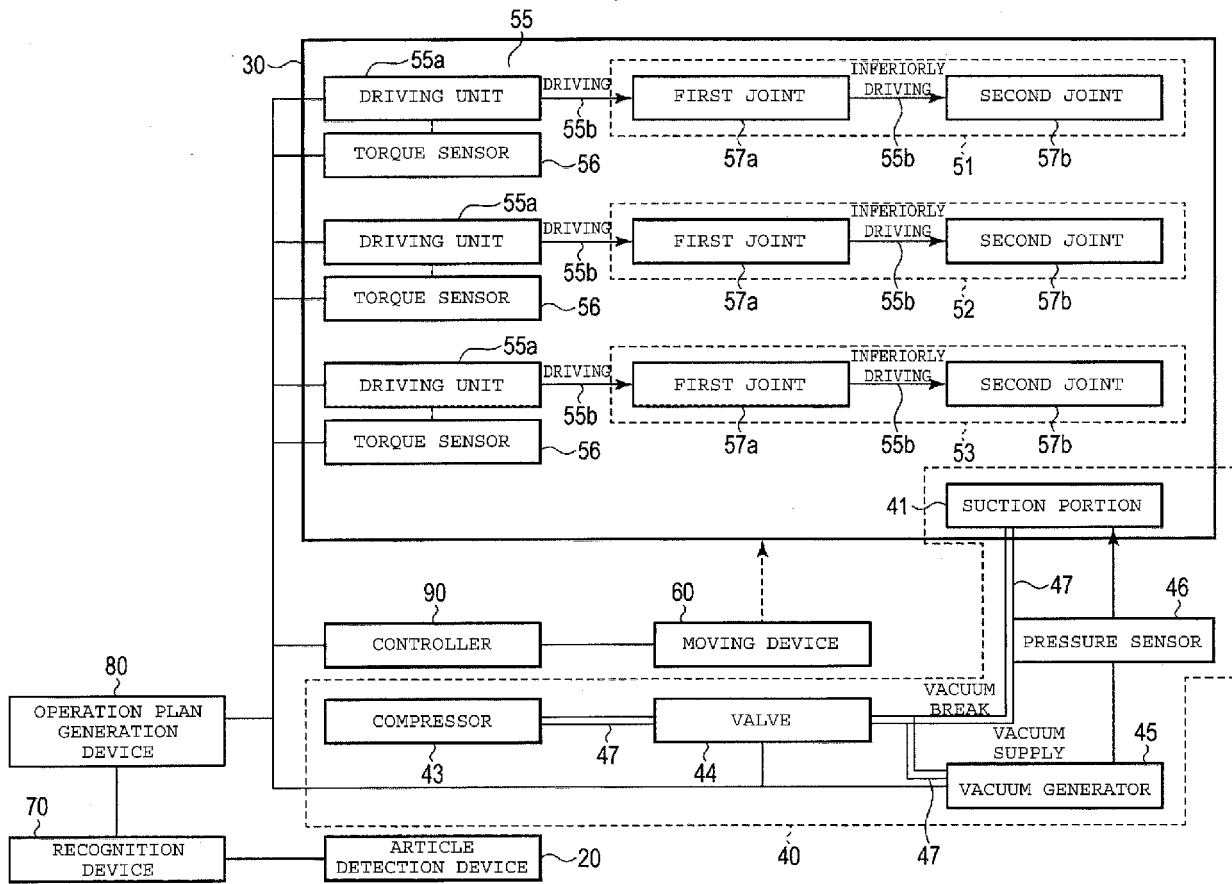 55
30
55a
DRIVING UNIT
DRIVING
55b
FIRST JOINT
57a
INFERIORLY
DRIVING
55b
SECOND JOINT
57b
51
TORQUE SENSOR
56
55a
DRIVING UNIT
DRIVING
55b
FIRST JOINT
57a
INFERIORLY
DRIVING
55b
SECOND JOINT
57b
52
TORQUE SENSOR
56
55a
DRIVING UNIT
DRIVING
55b
FIRST JOINT
57a
INFERIORLY
DRIVING
55b
SECOND JOINT
57b
53
TORQUE SENSOR
56
41
SUCTION PORTION
47
46
PRESSURE SENSOR
90
CONTROLLER
60
MOVING DEVICE
80
OPERATION PLAN
GENERATION
DEVICE
COMPRESSOR
43
47
VALVE
44
VACUUM
BREAK
VACUUM
SUPPLY
45
VACUUM GENERATOR
47
40
70
RECOGNITION
DEVICE
ARTICLE
DETECTION DEVICE
20